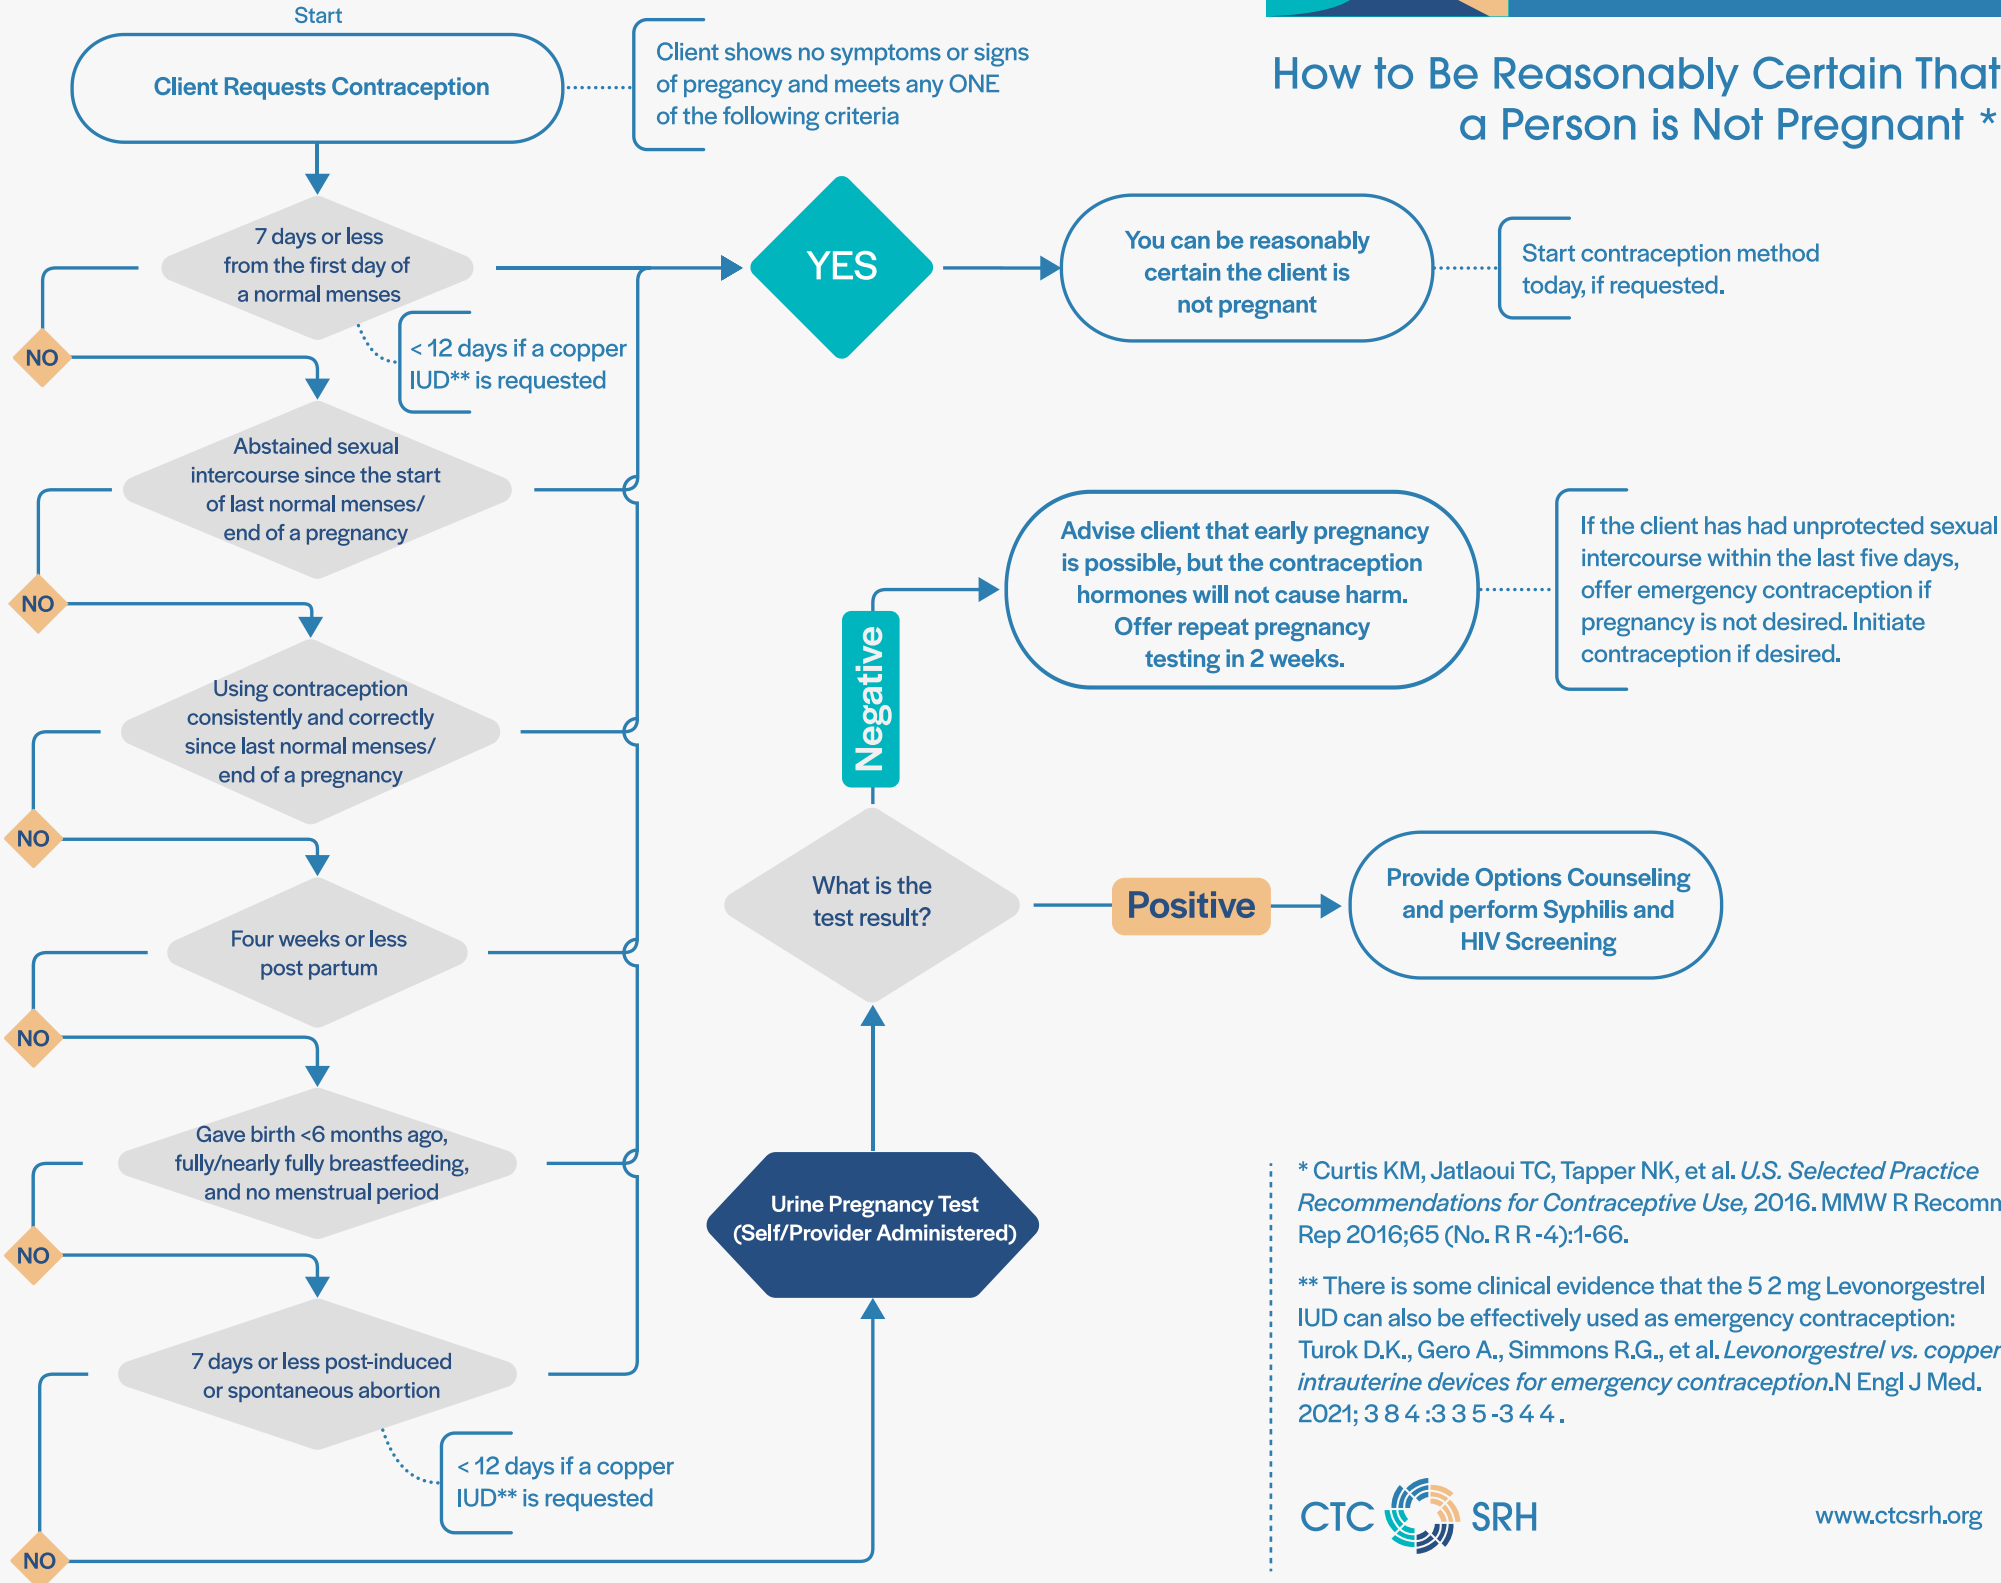 Start
Client Requests Contraception
Client shows no symptoms or signs
of pregancy and meets any ONE
of the following criteria
How to Be Reasonably Certain That
a Person is Not Pregnant *
7 days or less
from the first day of
a normal menses
< 12 days if a copper
IUD** is requested
NO
YES
You can be reasonably
certain the client is
not pregnant
Start contraception method
today, if requested.
Abstained sexual
intercourse since the start
of last normal menses/
end of a pregnancy
NO
Using contraception
consistently and correctly
since last normal menses/
end of a pregnancy
NO
Four weeks or less
post partum
NO
Gave birth <6 months ago,
fully/nearly fully breastfeeding,
and no menstrual period
NO
7 days or less post-induced
or spontaneous abortion
< 12 days if a copper
IUD** is requested
NO
Urine Pregnancy Test
(Self/Provider Administered)
What is the
test result?
Negative
Advise client that early pregnancy
is possible, but the contraception
hormones will not cause harm.
Offer repeat pregnancy
testing in 2 weeks.
If the client has had unprotected sexual
intercourse within the last five days,
offer emergency contraception if
pregnancy is not desired. Initiate
contraception if desired.
Positive
Provide Options Counseling
and perform Syphilis and
HIV Screening
* Curtis KM, Jatlaoui TC, Tapper NK, et al. U.S. Selected Practice
Recommendations for Contraceptive Use, 2016. MMW R Recomm
Rep 2016;65 (No. R R -4):1-66.
** There is some clinical evidence that the 5 2 mg Levonorgestrel
IUD can also be effectively used as emergency contraception:
Turok D.K., Gero A., Simmons R.G., et al. Levonorgestrel vs. copper
intrauterine devices for emergency contraception.N Engl J Med.
2021; 3 8 4 :3 3 5 -3 4 4 .
CTC SRH
www.ctcsrh.org